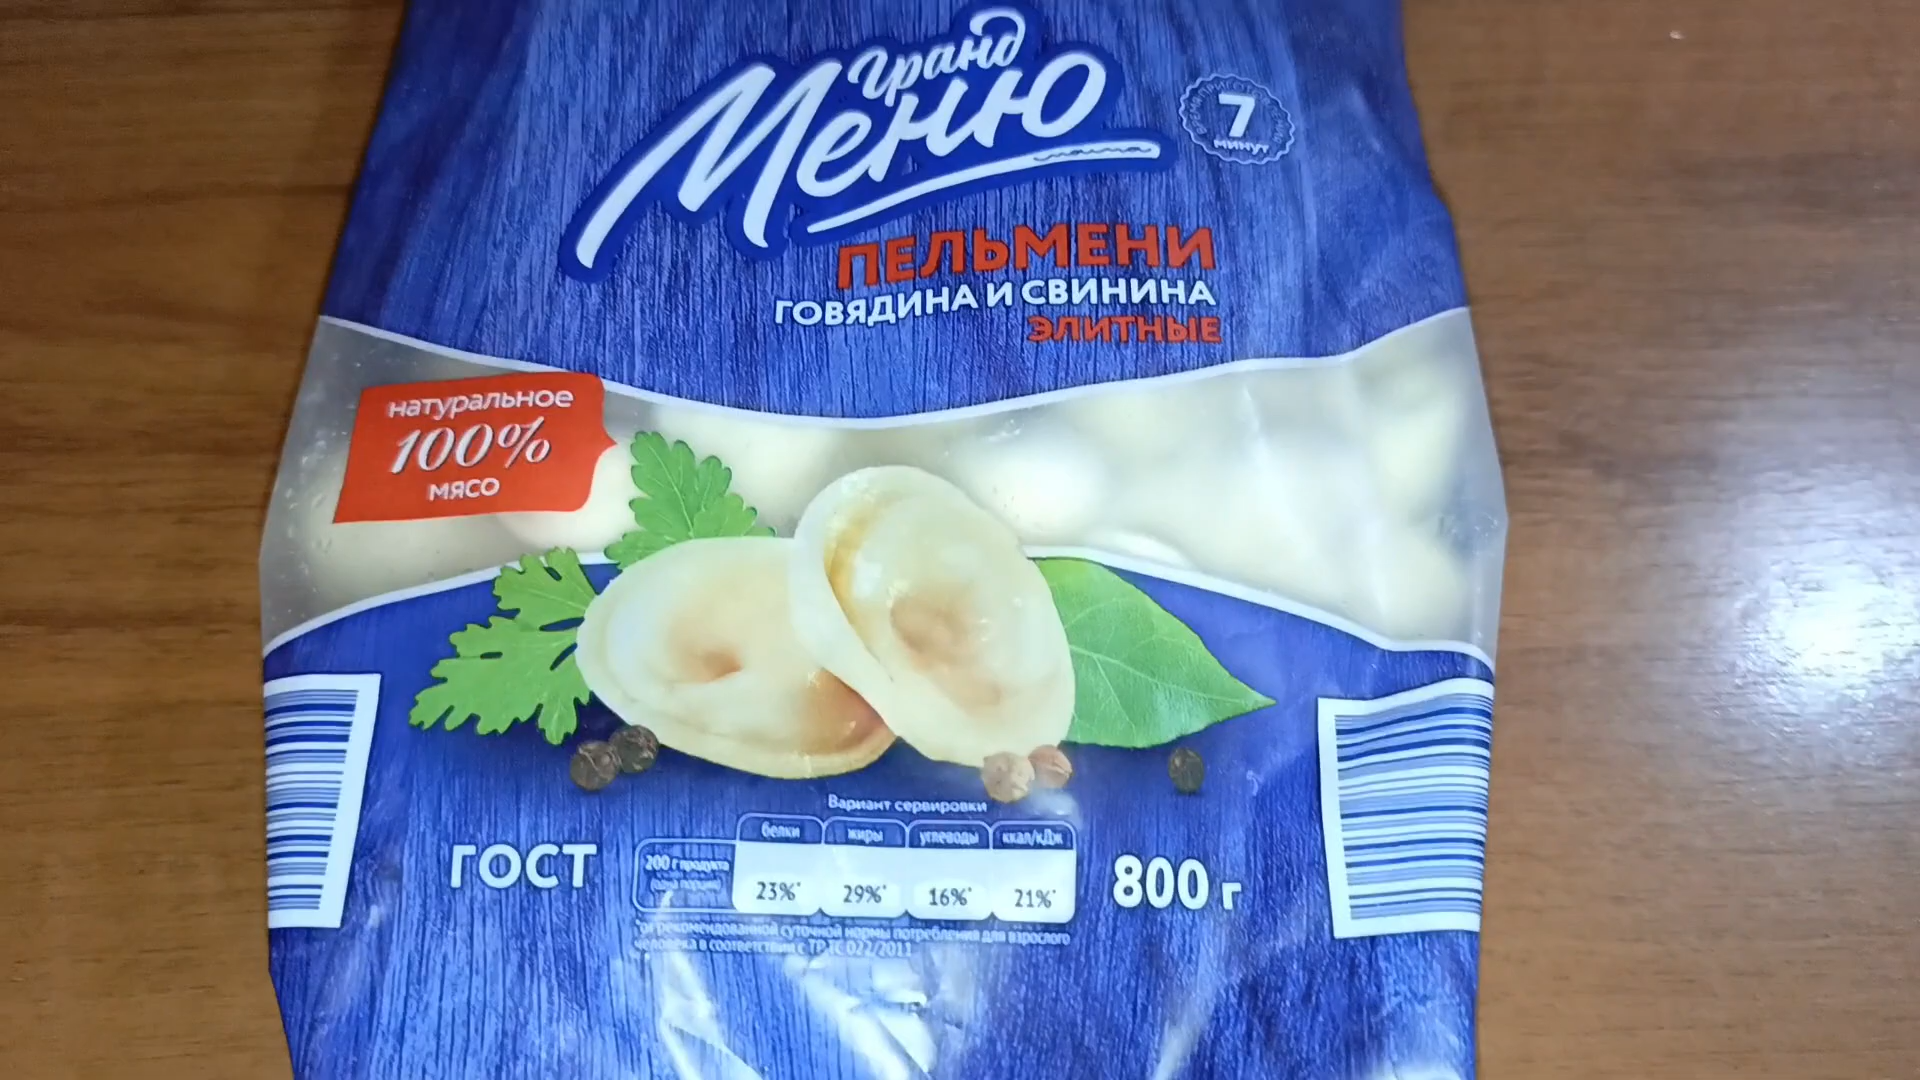 Гранд
Меню
7
минут
ПЕЛЬМЕНИ
ГОВЯДИНА И СВИНИНА
ЭЛИТНЫЕ
натуральное
100%
мясо
Вариант сервировки
белки жиры углеводы ккал/кДж
200 г продукта
(одна порция)
23%* 29%* 16%* 21%*
ГОСТ
800 г
*от рекомендованной суточной нормы потребления для взрослого
человека в соответствии с ТР ТС 022/2011